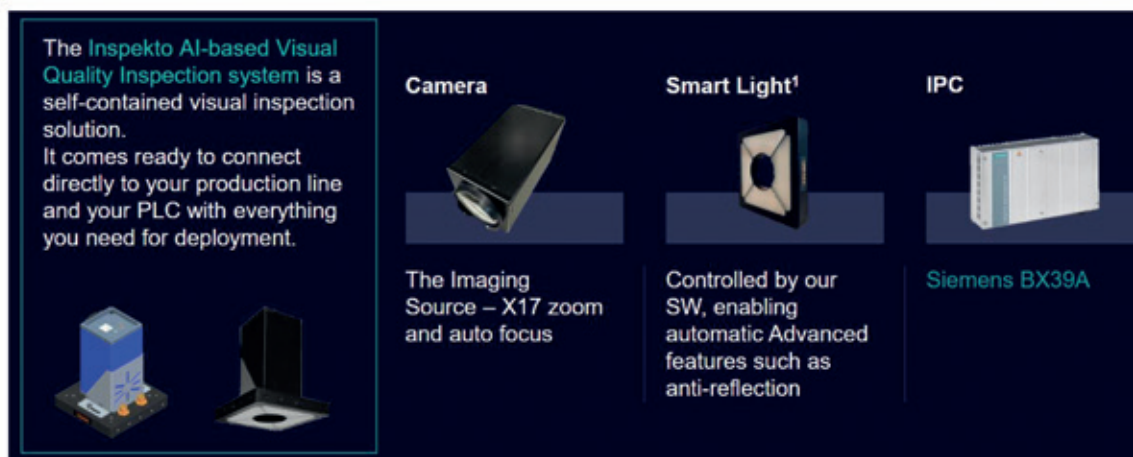 The Inspekto AI-based Visual
Quality Inspection system is a
self-contained visual inspection
solution.
It comes ready to connect
directly to your production line
and your PLC with everything
you need for deployment.
Camera
The Imaging
Source – X17 zoom
and auto focus
Smart Light¹
Controlled by our
SW, enabling
automatic Advanced
features such as
anti-reflection
IPC
Siemens BX39A